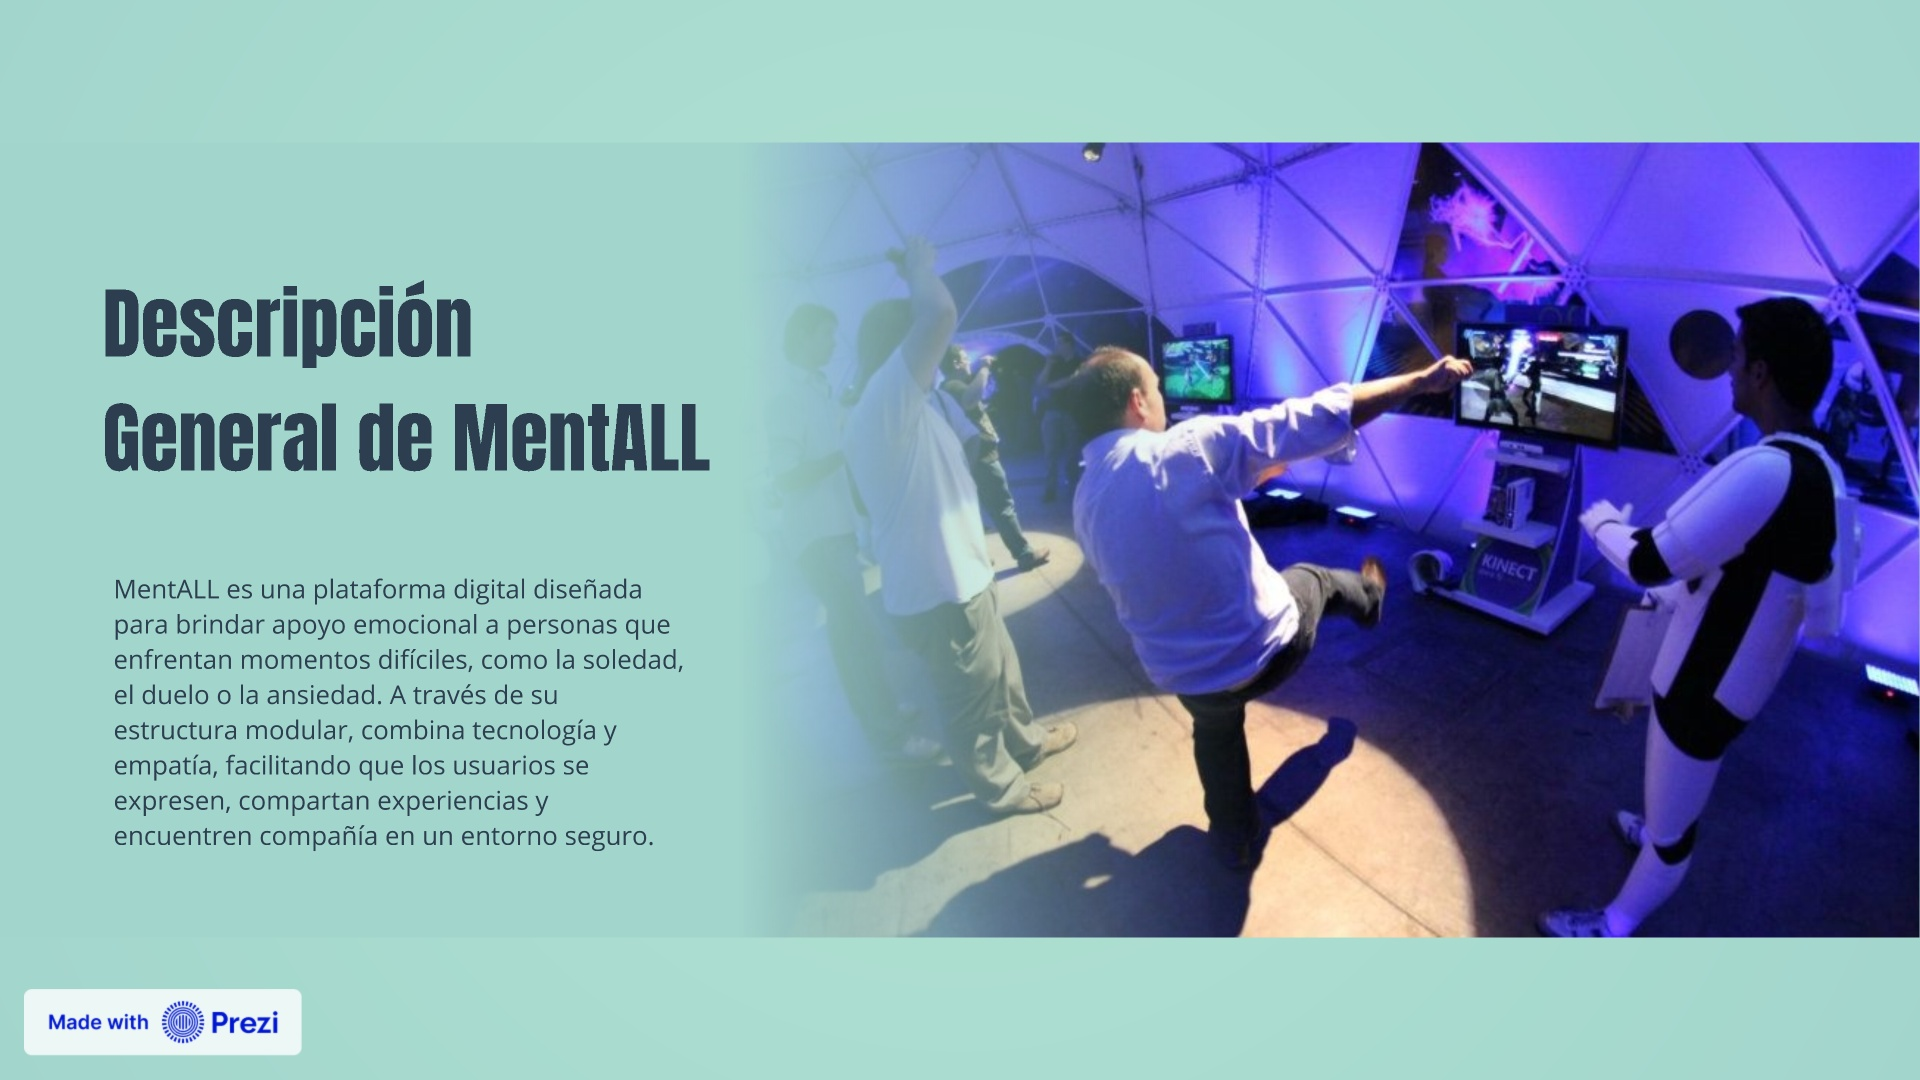 Descripción
General de MentALL
MentALL es una plataforma digital diseñada
para brindar apoyo emocional a personas que
enfrentan momentos difíciles, como la soledad,
el duelo o la ansiedad. A través de su
estructura modular, combina tecnología y
empatía, facilitando que los usuarios se
expresen, compartan experiencias y
encuentren compañía en un entorno seguro.
KINECT
Made with Prezi